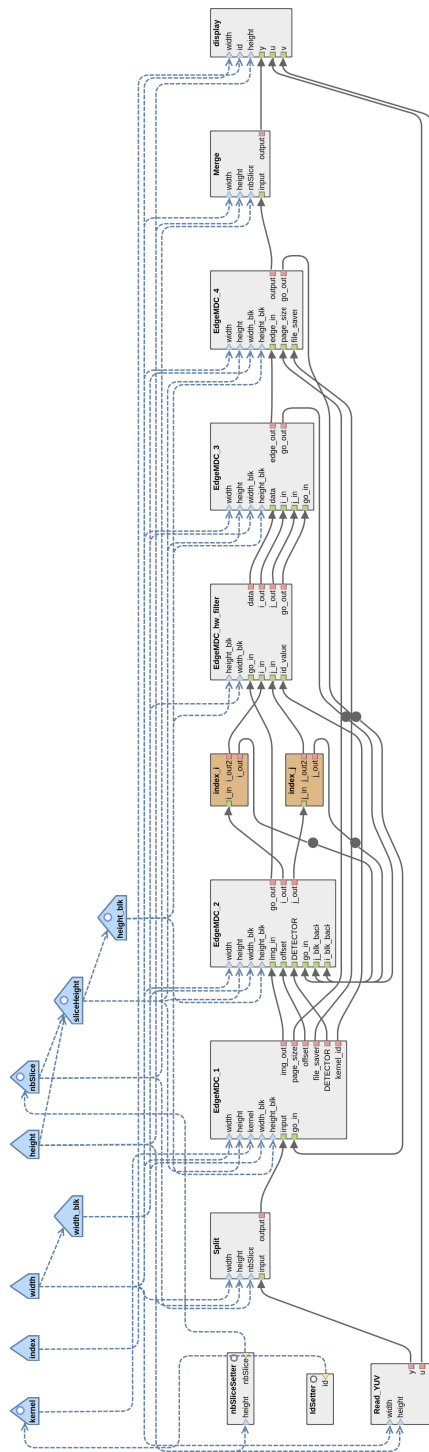 kernel
index
width
width_blk
height
nbSlice
sliceHeight
height_blk
nbSliceSetter
height
nbSlice
IdSetter
id
Read_YUV
width
height
y
u
Split
width
height
nbSlice
input
output
EdgeMDC_1
width
height
kernel
width_blk
height_blk
input
go_in
img_out
page_size
offset
file_saver
DETECTOR
kernel_id
EdgeMDC_2
width
height
width_blk
height_blk
img_in
offset
DETECTOR
go_in
j_blk_back
i_blk_back
go_out
i_out
j_out
index_i
i_in
i_out2
i_out
index_j
j_in
j_out2
j_out
EdgeMDC_hw_filter
height_blk
width_blk
go_in
i_in
j_in
id_value
data
i_out
j_out
go_out
EdgeMDC_3
width
height
width_blk
height_blk
data
i_in
j_in
go_in
edge_out
go_out
EdgeMDC_4
width
height
width_blk
height_blk
edge_in
page_size
file_saver
output
go_out
Merge
width
height
nbSlice
input
output
display
width
id
height
y
u
v